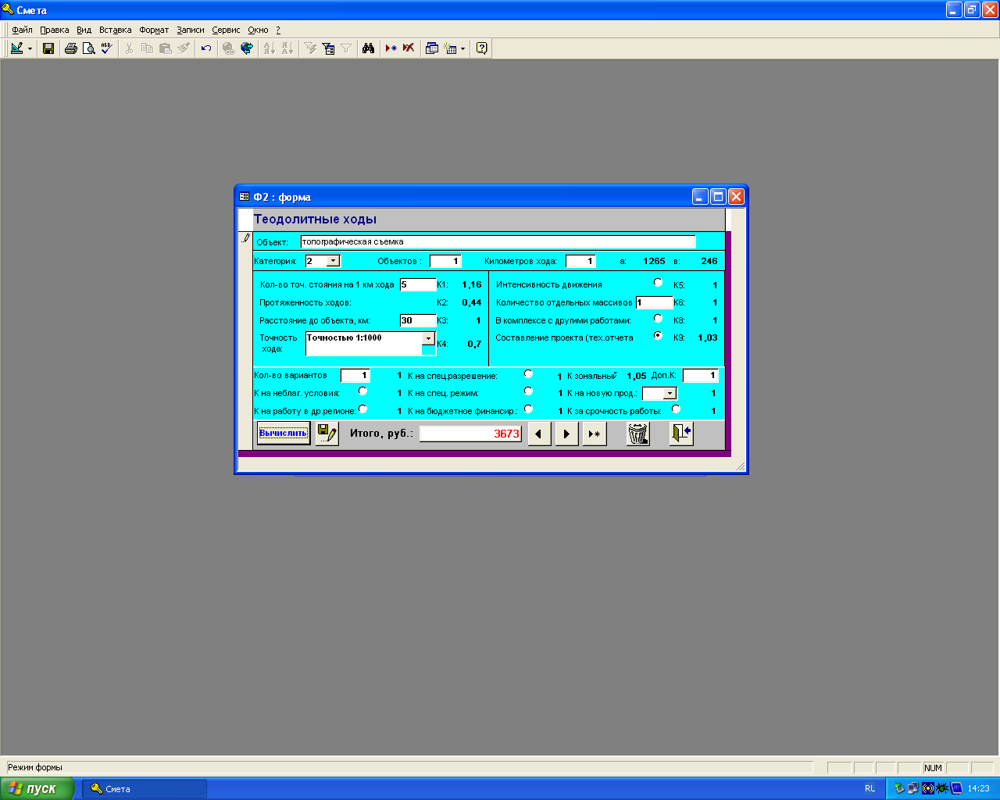 Смета
Файл Правка Вид Вставка Формат Записи Сервис Окно ?
Ф2 : форма
Теодолитные ходы
Объект: топографическая съемка
Категория: 2 Объектов : 1 Километров хода: 1 а: 1265 в: 246
Кол-во точ. стояния на 1 км хода 5 К1: 1,16 Интенсивность движения К5: 1
Протяженность ходов: К2: 0,44 Количество отдельных массивов 1 К6: 1
Расстояние до объекта, км: 30 К3: 1 В комплексе с другими работами: К8: 1
Точность хода: Точностью 1:1000 К4: 0,7 Составление проекта (тех.отчета К9: 1,03
Кол-во вариантов 1 1 К на спец.разрешение: 1 К зональный 1,05 Доп.К: 1
К на неблаг. условия: 1 К на спец. режим: 1 К на новую прод.: 1
К на работу в др.регионе: 1 К на бюджетное финансир.: 1 К за срочность работы: 1
Вычислить Итого, руб.: 3673
Режим формы NUM
пуск Смета RL 14:23